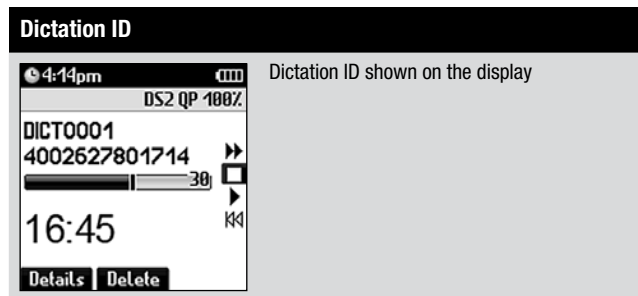 Dictation ID
4:14pm
DS2 QP 100%
DICT0001
4002627801714
30
16:45
Details Delete
Dictation ID shown on the display